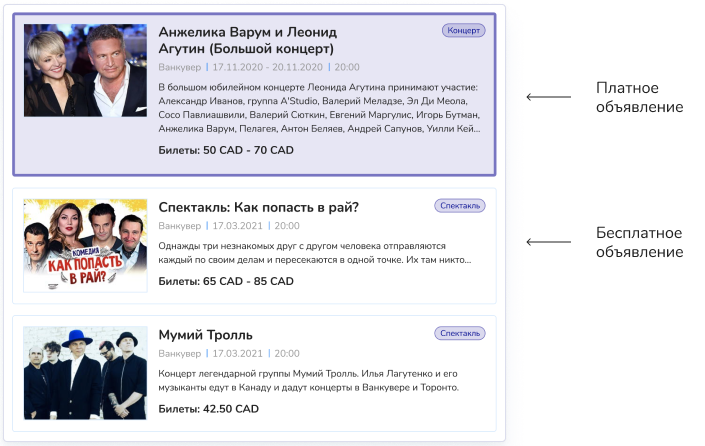 Анжелика Варум и Леонид
Агутин (Большой концерт)
Концерт
Ванкувер | 17.11.2020 - 20.11.2020 | 20:00
В большом юбилейном концерте Леонида Агутина принимают участие:
Александр Иванов, группа A'Studio, Валерий Меладзе, Эл Ди Меола,
Сосо Павлиашвили, Валерий Сюткин, Евгений Маргулис, Игорь Бутман,
Анжелика Варум, Пелагея, Антон Беляев, Андрей Сапунов, Уилли Кей...
Билеты: 50 CAD - 70 CAD
Платное
объявление
КОМЕДИЯ
КАК ПОПАСТЬ
В РАЙ?
Спектакль: Как попасть в рай?
Спектакль
Ванкувер | 17.03.2021 | 20:00
Однажды три незнакомых друг с другом человека отправляются
каждый по своим делам и пересекаются в одной точке. Их там никто...
Билеты: 65 CAD - 85 CAD
Бесплатное
объявление
Мумий Тролль
Спектакль
Ванкувер | 17.03.2021 | 20:00
Концерт легендарной группы Мумий Тролль. Илья Лагутенко и его
музыканты едут в Канаду и дадут концерты в Ванкувере и Торонто.
Билеты: 42.50 CAD